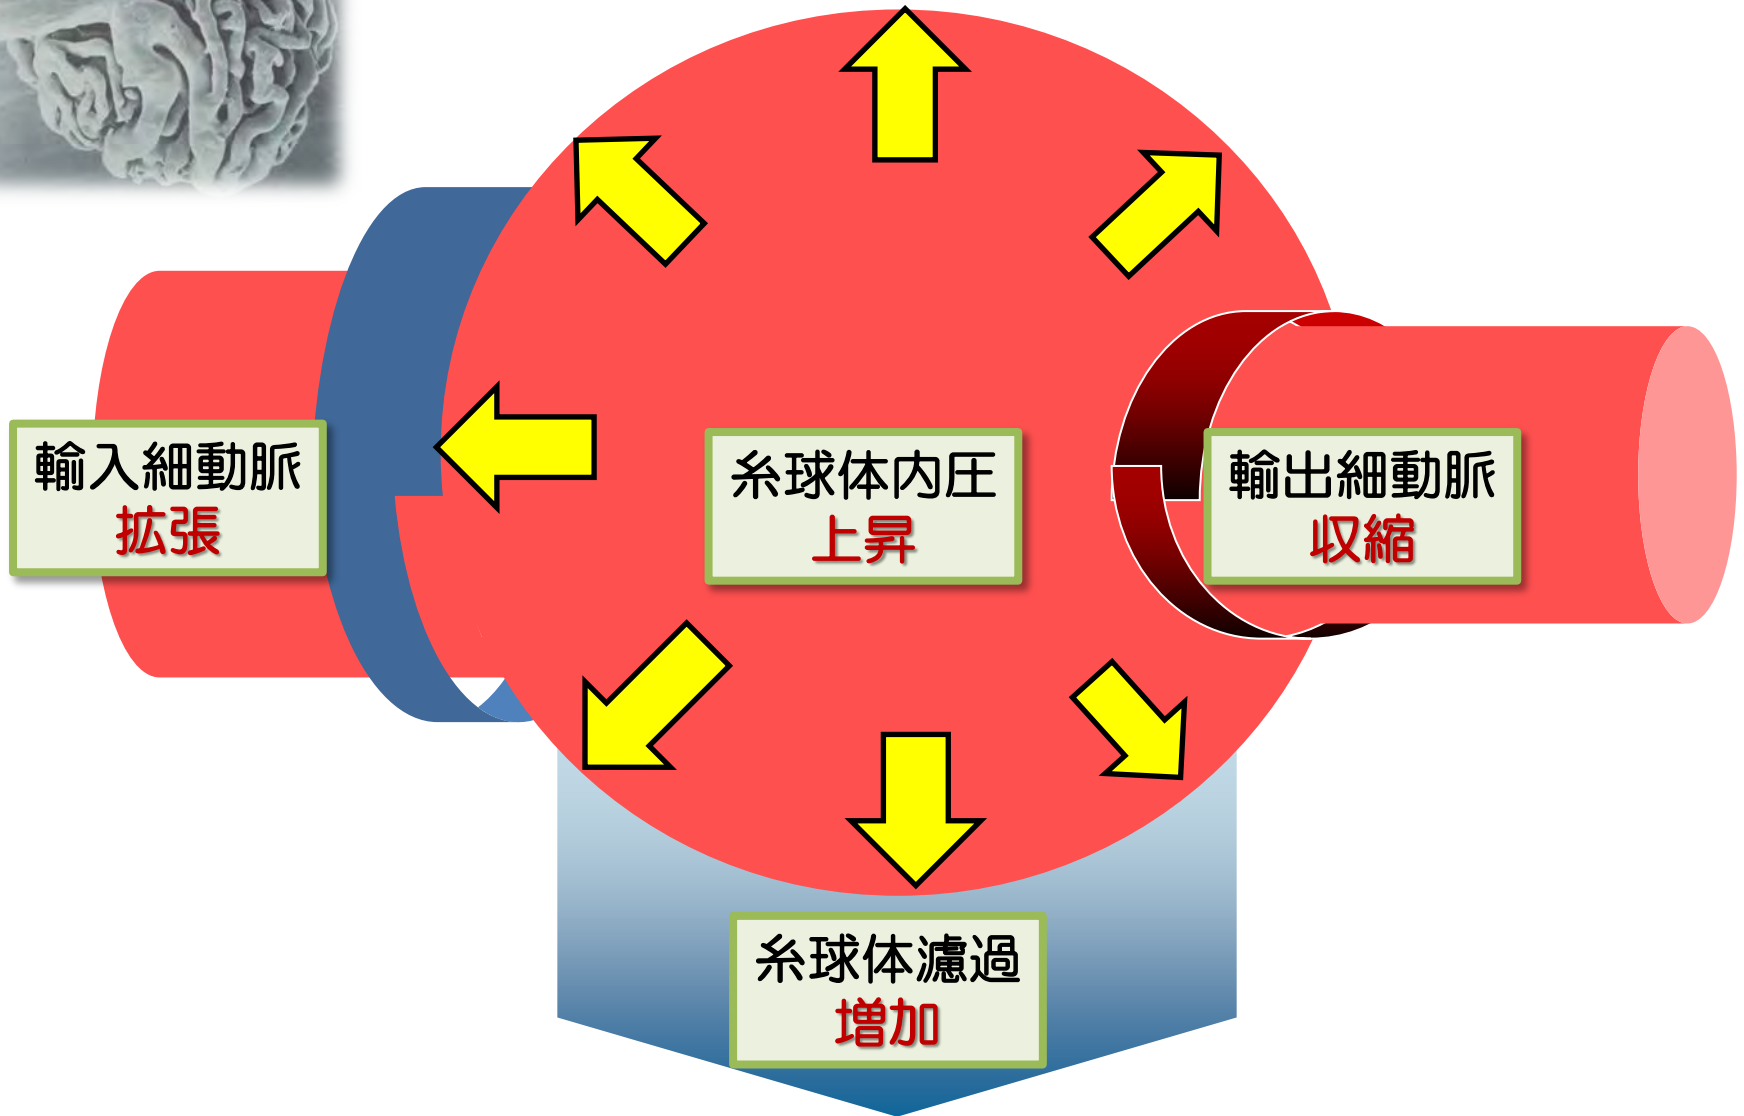 輸入細動脈
拡張
糸球体内圧
上昇
輸出細動脈
収縮
糸球体濾過
増加